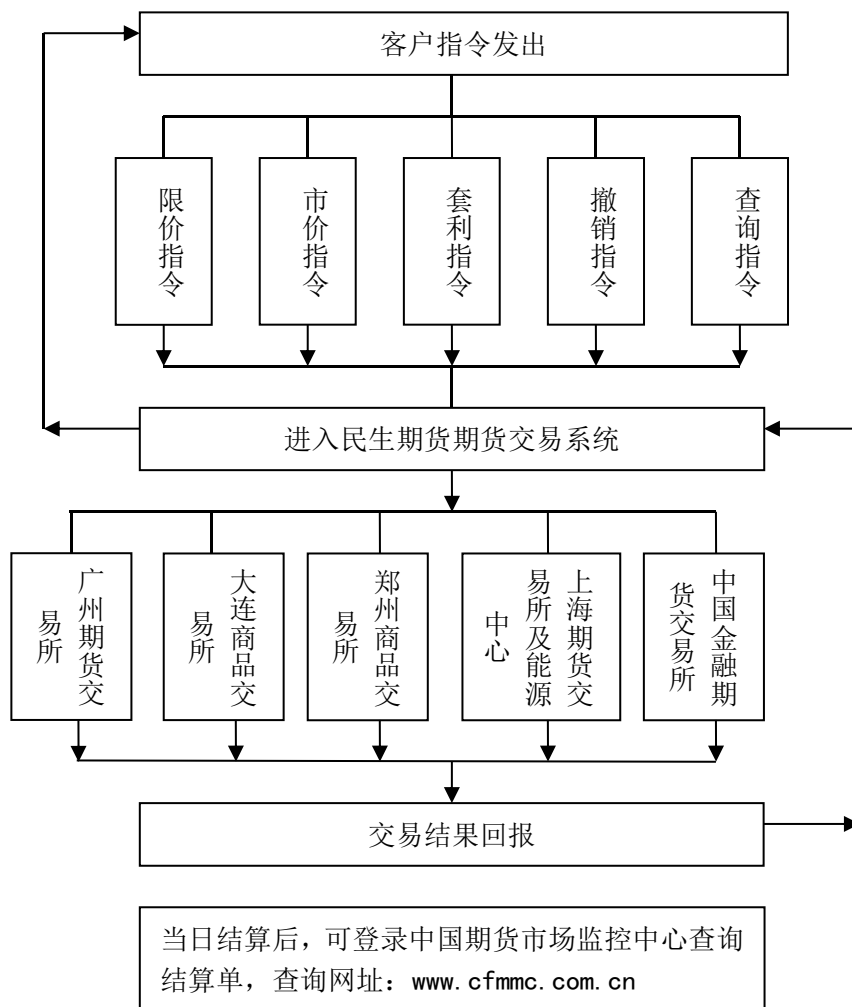 客户指令发出
限价指令
市价指令
套利指令
撤销指令
查询指令
进入民生期货期货交易系统
广州期货交
易所
大连商品交
易所
郑州商品交
易所
上海期货交
易所及能源
中心
中国金融期
货交易所
交易结果回报
当日结算后，可登录中国期货市场监控中心查询
结算单，查询网址：www.cfmmc.com.cn